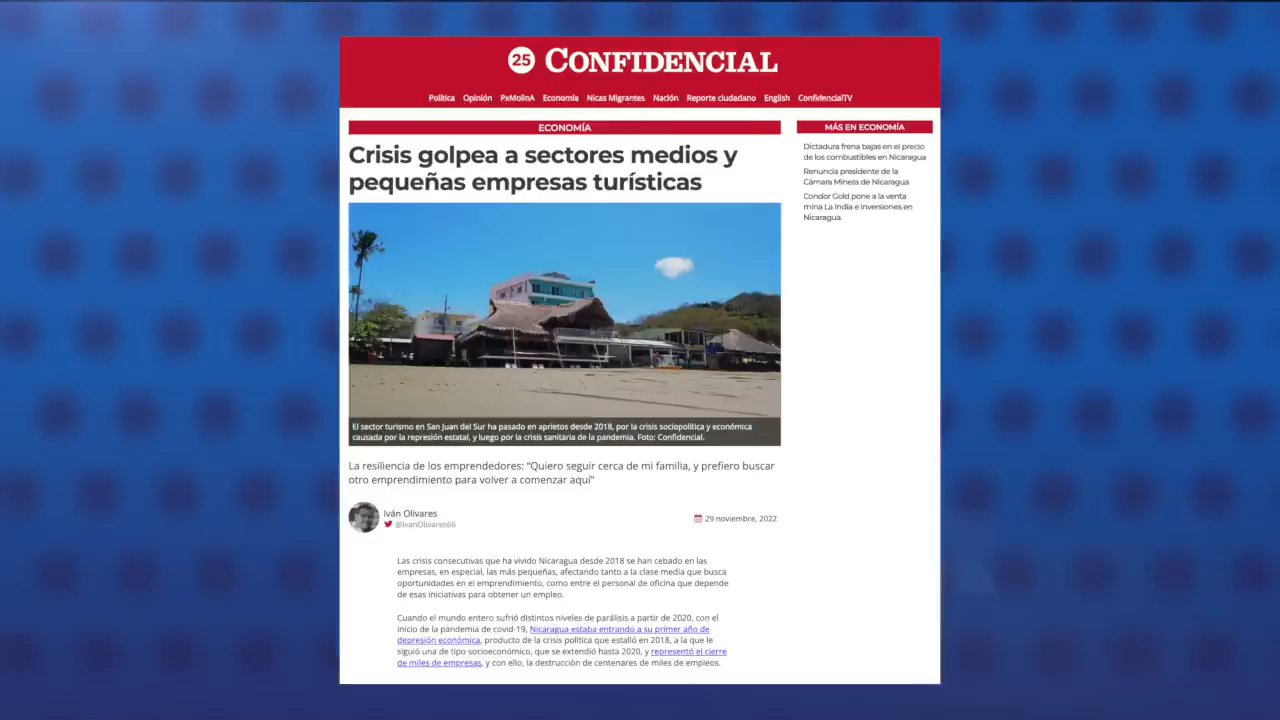 25 CONFIDENCIAL
Política Opinión PxMolinA Economía Nicas Migrantes Nación Reporte ciudadano English ConfidencialTV
ECONOMÍA
Crisis golpea a sectores medios y
pequeñas empresas turísticas
El sector turismo en San Juan del Sur ha pasado en aprietos desde 2018, por la crisis sociopolítica y económica
causada por la represión estatal, y luego por la crisis sanitaria de la pandemia. Foto: Confidencial.
La resiliencia de los emprendedores: “Quiero seguir cerca de mi familia, y prefiero buscar
otro emprendimiento para volver a comenzar aquí”
Iván Olivares
@IvanOlivares66
29 noviembre, 2022
Las crisis consecutivas que ha vivido Nicaragua desde 2018 se han cebado en las
empresas, en especial, las más pequeñas, afectando tanto a la clase media que busca
oportunidades en el emprendimiento, como entre el personal de oficina que depende
de esas iniciativas para obtener un empleo.
Cuando el mundo entero sufrió distintos niveles de parálisis a partir de 2020, con el
inicio de la pandemia de covid-19, Nicaragua estaba entrando a su primer año de
depresión económica, producto de la crisis política que estalló en 2018, a la que le
siguió una de tipo socioeconómico, que se extendió hasta 2020, y representó el cierre
de miles de empresas, y con ello, la destrucción de centenares de miles de empleos.
MÁS EN ECONOMÍA
Dictadura frena bajas en el precio
de los combustibles en Nicaragua
Renuncia presidente de la
Cámara Minera de Nicaragua
Condor Gold pone a la venta
mina La India e inversiones en
Nicaragua